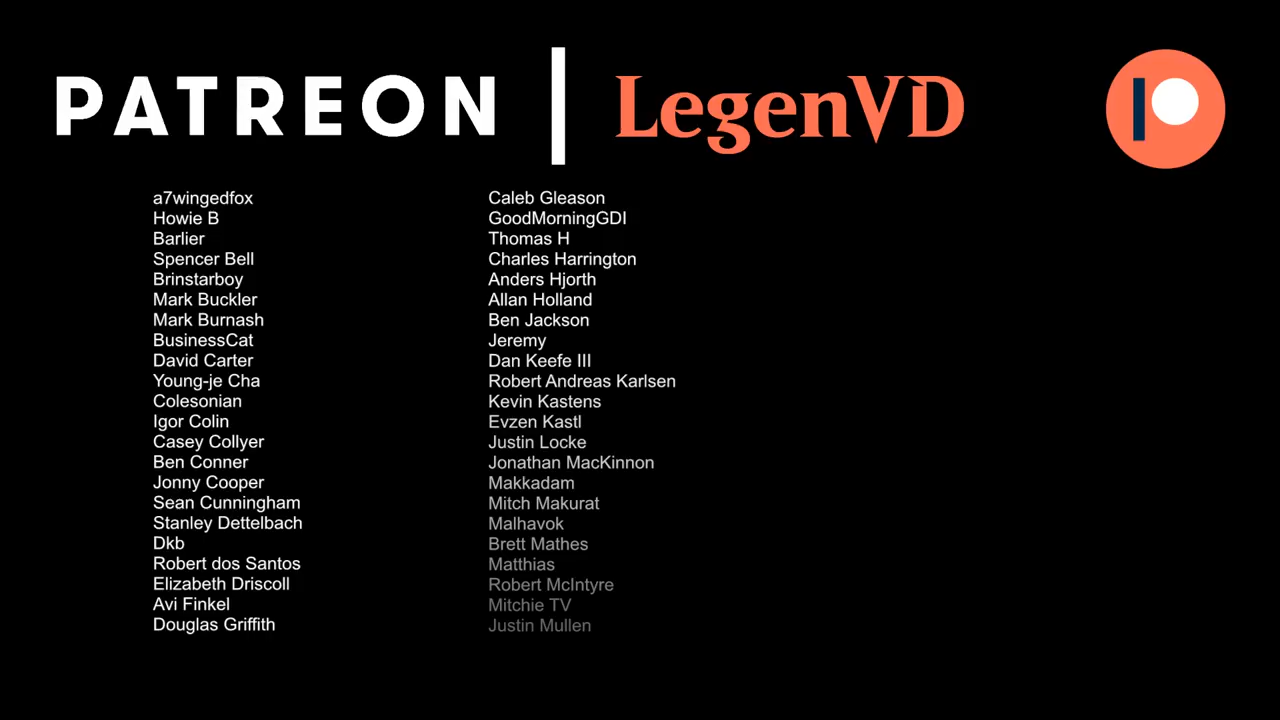 PATREON | LegenVD
a7wingedfox
Howie B
Barlier
Spencer Bell
Brinstarboy
Mark Buckler
Mark Burnash
BusinessCat
David Carter
Young-je Cha
Colesonian
Igor Colin
Casey Collyer
Ben Conner
Jonny Cooper
Sean Cunningham
Stanley Dettelbach
Dkb
Robert dos Santos
Elizabeth Driscoll
Avi Finkel
Douglas Griffith
Caleb Gleason
GoodMorningGDI
Thomas H
Charles Harrington
Anders Hjorth
Allan Holland
Ben Jackson
Jeremy
Dan Keefe III
Robert Andreas Karlsen
Kevin Kastens
Evzen Kastl
Justin Locke
Jonathan MacKinnon
Makkadam
Mitch Makurat
Malhavok
Brett Mathes
Matthias
Robert McIntyre
Mitchie TV
Justin Mullen